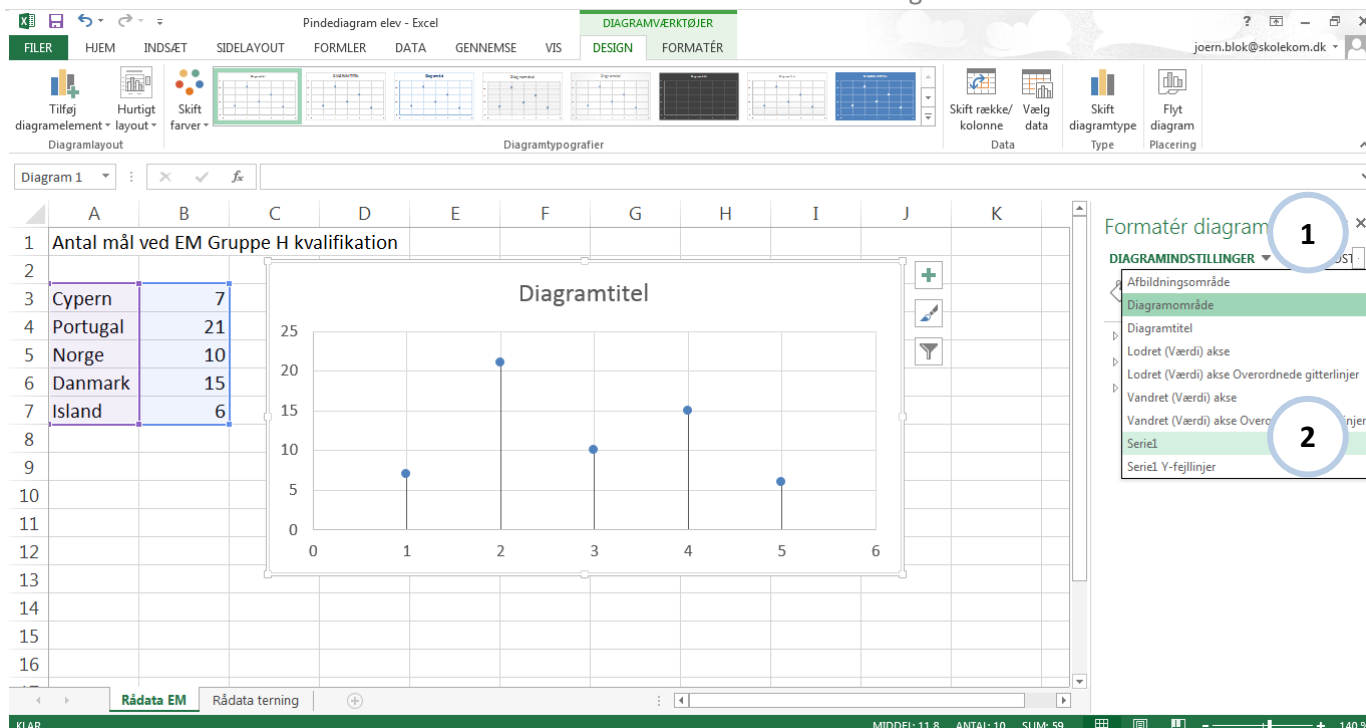 Pindediagram elev - Excel
DIAGRAMVÆRKTØJER
FILER HJEM INDSÆT SIDELAYOUT FORMLER DATA GENNEMSE VIS DESIGN FORMATÉR
joern.blok@skolekom.dk
Tilføj diagramelement
Hurtigt layout
Skift farver
Skift række/ kolonne
Vælg data
Skift diagramtype
Flyt diagram
Diagramlayout Diagramtypografier Data Type Placering
Diagram 1 fx
A B C D E F G H I J K
1 Antal mål ved EM Gruppe H kvalifikation
2
3 Cypern 7
4 Portugal 21
5 Norge 10
6 Danmark 15
7 Island 6
8
9
10
11
12
13
14
15
16
Diagramtitel
25
20
15
10
5
0
0 1 2 3 4 5 6
Formatér diagram
1
DIAGRAMINDSTILLINGER
Afbildningsområde
Diagramområde
Diagramtitel
Lodret (Værdi) akse
Lodret (Værdi) akse Overordnede gitterlinjer
Vandret (Værdi) akse
Vandret (Værdi) akse
2
Serie1
Serie1 Y-fejllinjer
Rådata EM Rådata terning
KLAR MIDDEL: 11,8 ANTAL: 10 SUM: 59 140 %